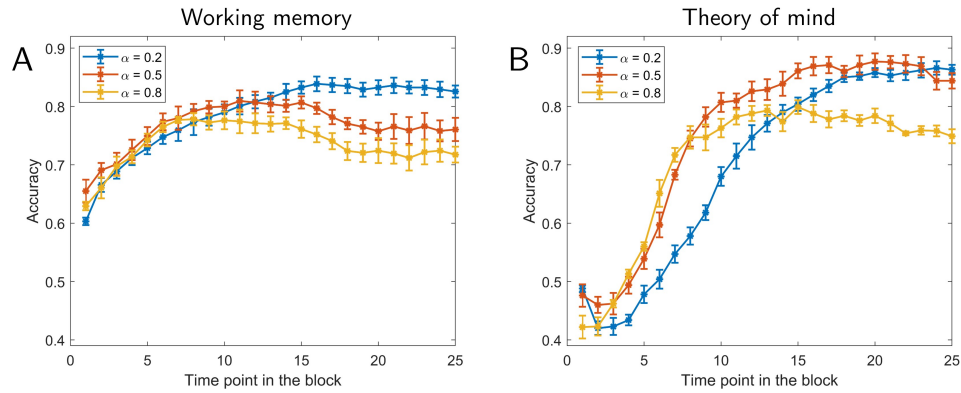 Working memory
Theory of mind
A
α = 0.2
α = 0.5
α = 0.8
0.9
0.8
0.7
0.6
0.5
0.4
Accuracy
0 5 10 15 20 25
Time point in the block
B
α = 0.2
α = 0.5
α = 0.8
0.9
0.8
0.7
0.6
0.5
0.4
Accuracy
0 5 10 15 20 25
Time point in the block